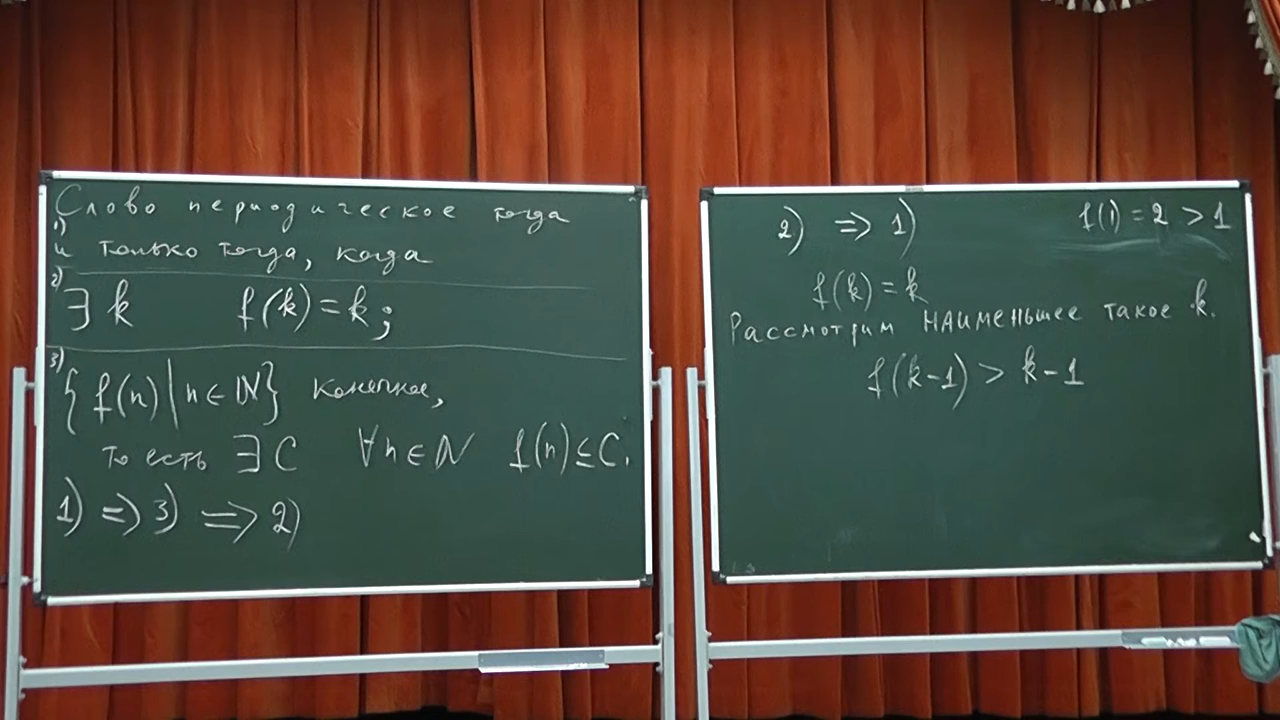 Слово периодическое тогда
1)
и только тогда, когда
2)
∃ k f(k) = k;
3)
{f(n) | n ∈ ℕ} конечное,
то есть ∃ C ∀n ∈ ℕ f(n) ≤ C.
1) ⇒ 3) ⇒ 2)
2) ⇒ 1) f(1) = 2 > 1
f(k) = k
Рассмотрим наименьшее такое k.
f(k-1) > k-1